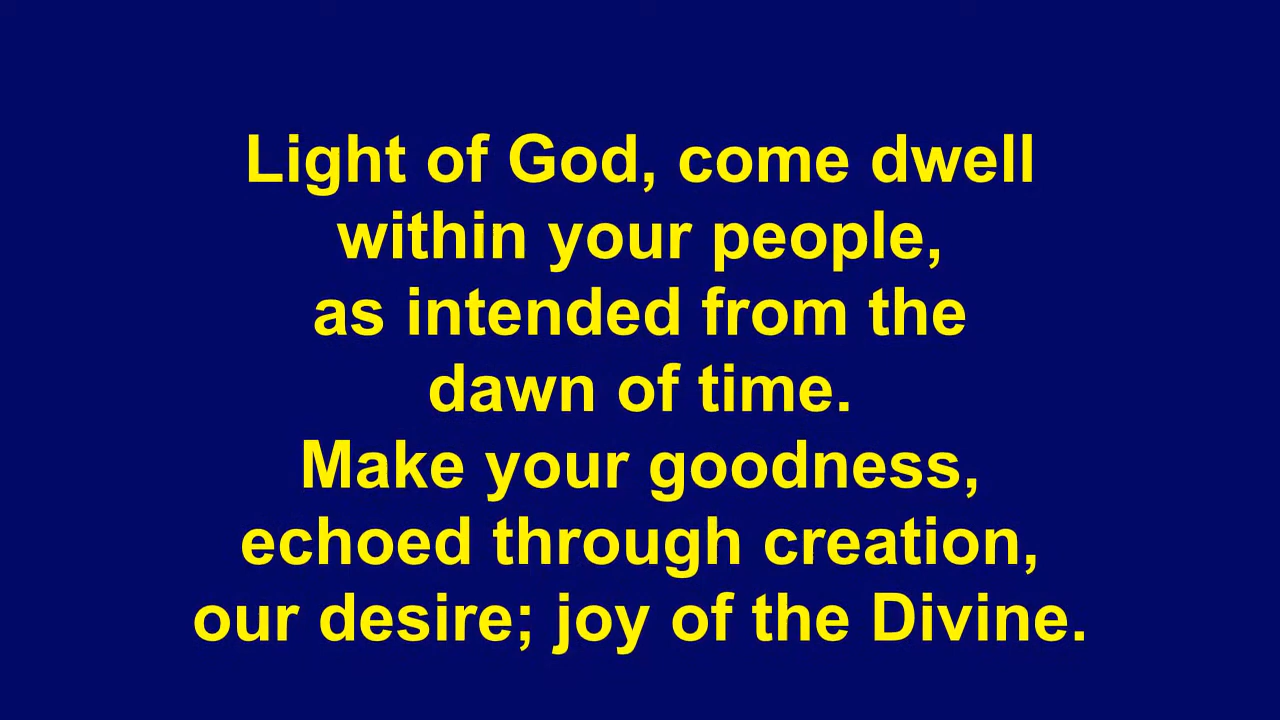 Light of God, come dwell
within your people,
as intended from the
dawn of time.
Make your goodness,
echoed through creation,
our desire; joy of the Divine.